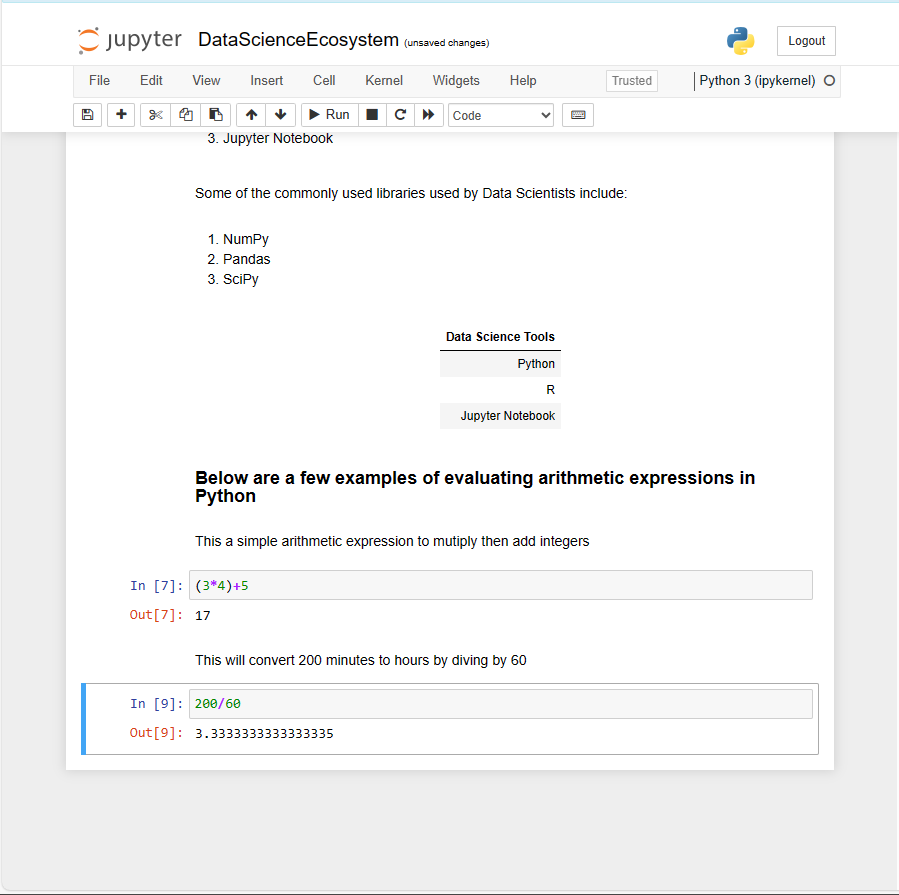 jupyter DataScienceEcosystem (unsaved changes) Logout
File Edit View Insert Cell Kernel Widgets Help Trusted Python 3 (ipykernel)
Run Code
3. Jupyter Notebook
Some of the commonly used libraries used by Data Scientists include:
1. NumPy
2. Pandas
3. SciPy
Data Science Tools
Python
R
Jupyter Notebook
Below are a few examples of evaluating arithmetic expressions in
Python
This a simple arithmetic expression to mutiply then add integers
In [7]: (3*4)+5
Out[7]: 17
This will convert 200 minutes to hours by diving by 60
In [9]: 200/60
Out[9]: 3.3333333333333335